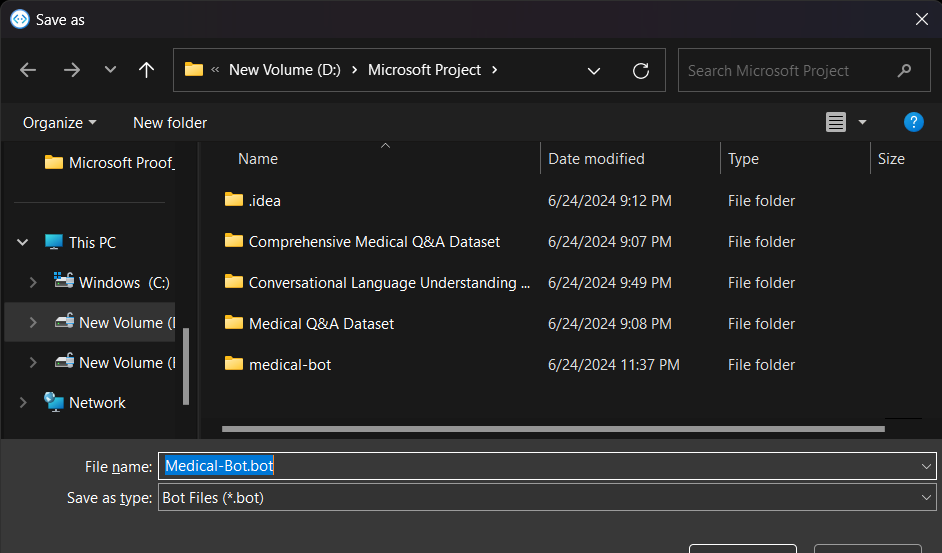 Save as
« New Volume (D:) › Microsoft Project ›
Search Microsoft Project
Organize
New folder
Microsoft Proof_
This PC
Windows (C:)
New Volume (
New Volume (
Network
Name Date modified Type Size
.idea 6/24/2024 9:12 PM File folder
Comprehensive Medical Q&A Dataset 6/24/2024 9:07 PM File folder
Conversational Language Understanding ... 6/24/2024 9:49 PM File folder
Medical Q&A Dataset 6/24/2024 9:08 PM File folder
medical-bot 6/24/2024 11:37 PM File folder
File name: Medical-Bot.bot
Save as type: Bot Files (*.bot)